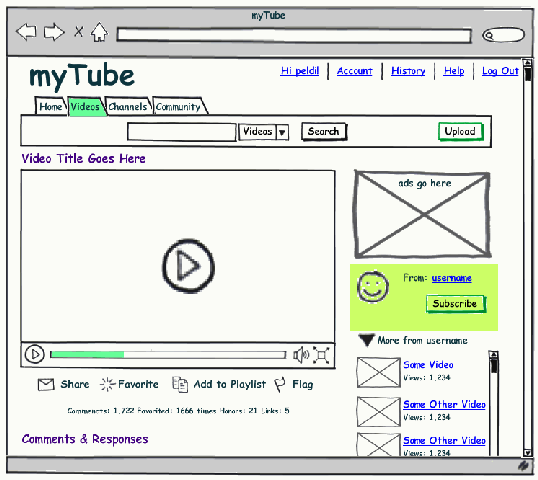 myTube
myTube
Hi peldil Account History Help Log Out
Home Videos Channels Community
Videos Search Upload
Video Title Goes Here
ads go here
From: username
Subscribe
More from username
Some Video
Views: 1,234
Share Favorite Add to Playlist Flag
Some Other Video
Views: 1,234
Comments: 1,722 Favorited: 1666 times Honors: 21 Links: 5
Comments & Responses
Some Other Video
Views: 1,234